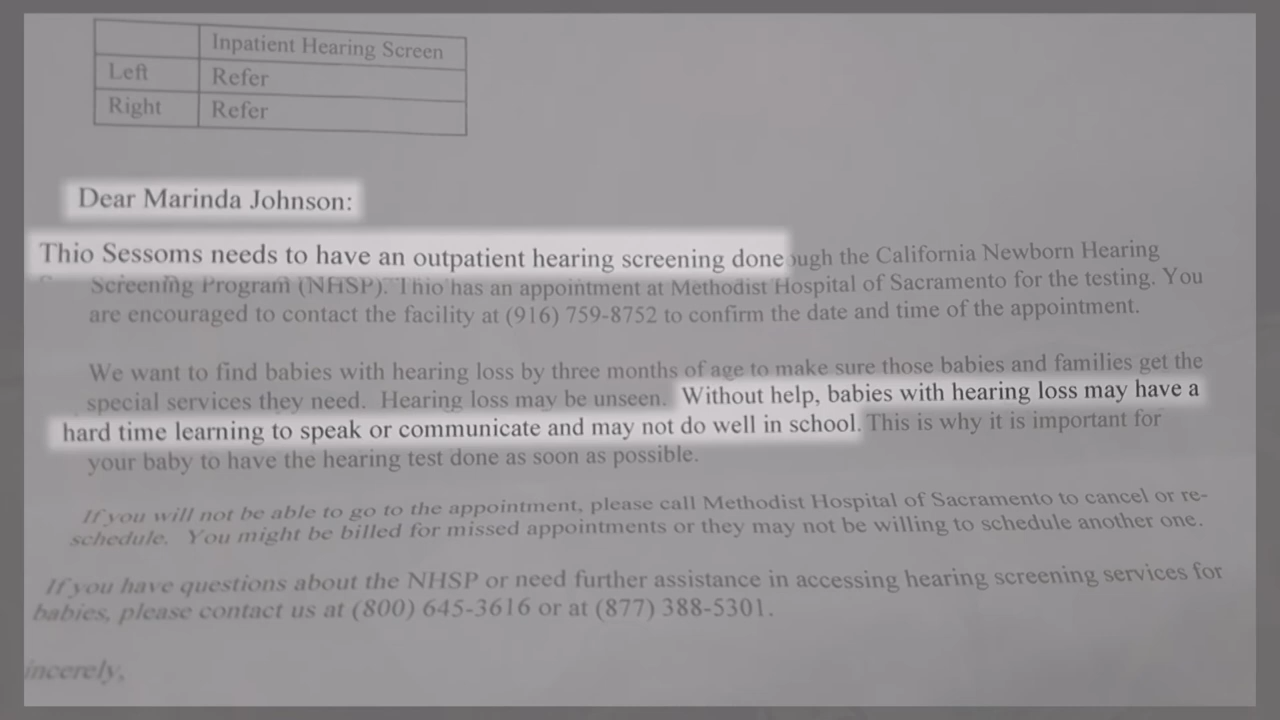 Inpatient Hearing Screen
Left Refer
Right Refer
Dear Marinda Johnson:
Thio Sessoms needs to have an outpatient hearing screening done ough the California Newborn Hearing
Screening Program (NHSP). Thio has an appointment at Methodist Hospital of Sacramento for the testing. You
are encouraged to contact the facility at (916) 759-8752 to confirm the date and time of the appointment.
We want to find babies with hearing loss by three months of age to make sure those babies and families get the
special services they need. Hearing loss may be unseen. Without help, babies with hearing loss may have a
hard time learning to speak or communicate and may not do well in school. This is why it is important for
your baby to have the hearing test done as soon as possible.
If you will not be able to go to the appointment, please call Methodist Hospital of Sacramento to cancel or re-
schedule. You might be billed for missed appointments or they may not be willing to schedule another one.
If you have questions about the NHSP or need further assistance in accessing hearing screening services for
babies, please contact us at (800) 645-3616 or at (877) 388-5301.
incerely,